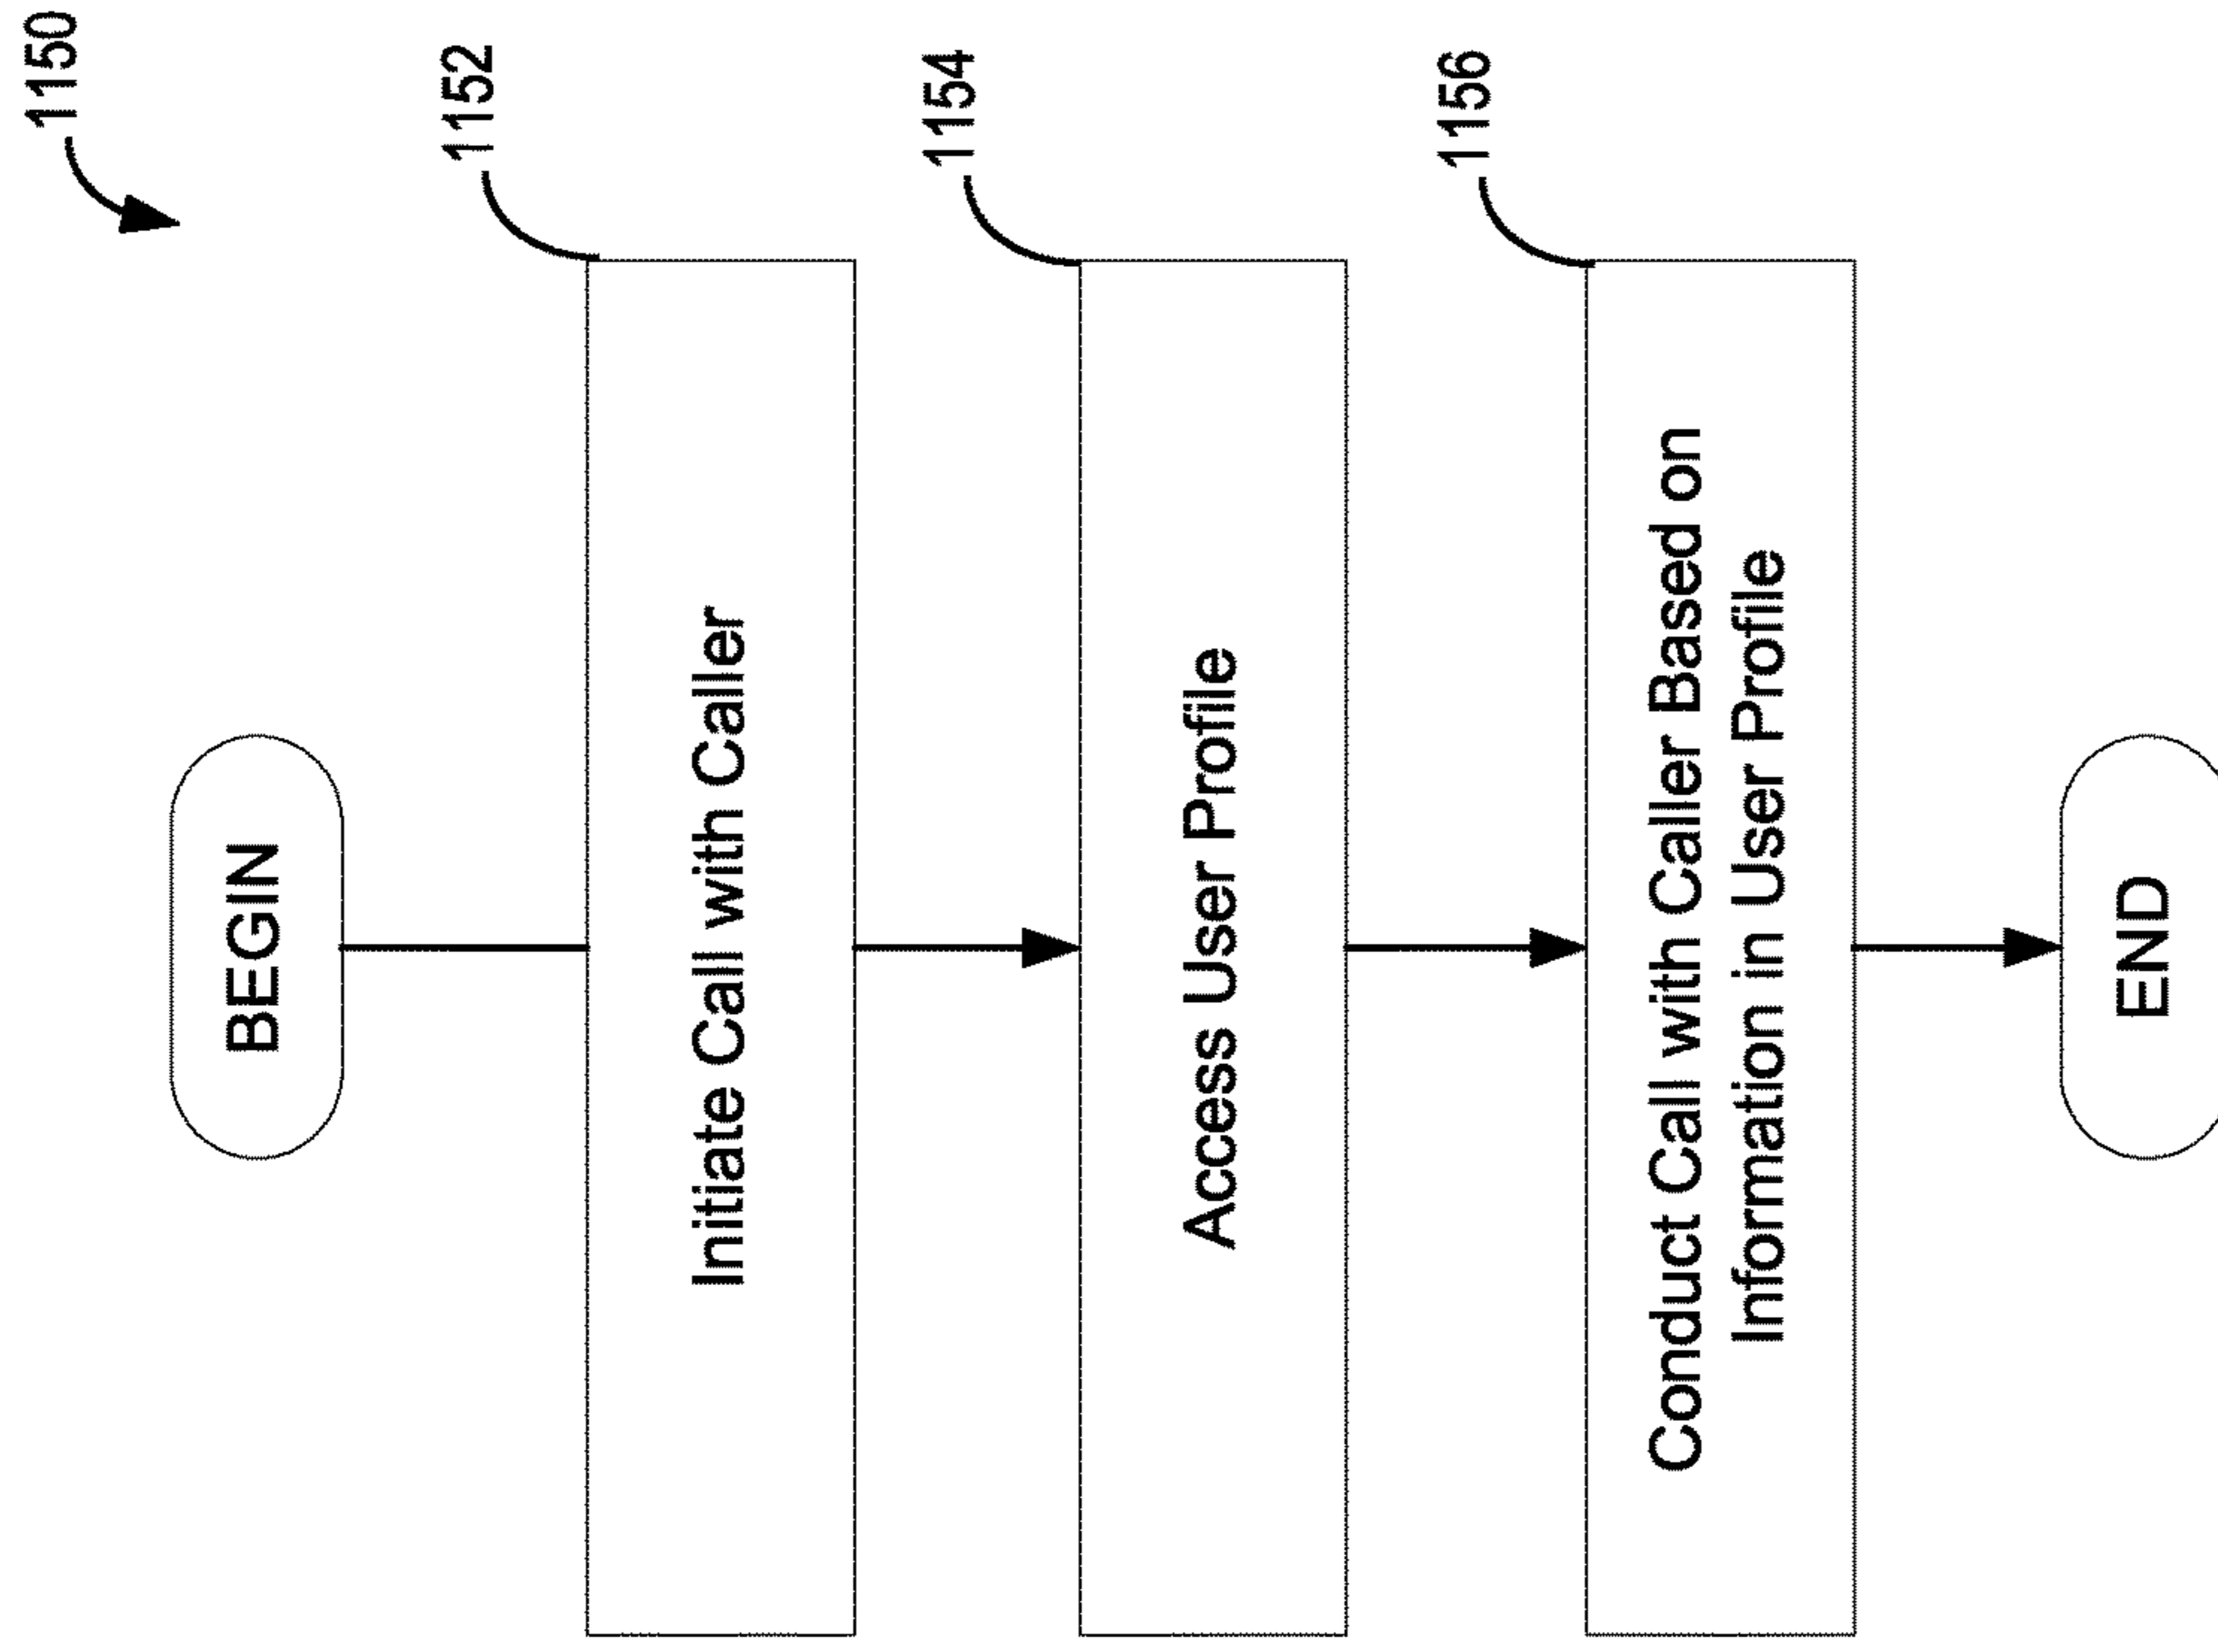 1150
BEGIN
1152
Initiate Call with Caller
1154
Access User Profile
1156
Conduct Call with Caller Based on
Information in User Profile
END